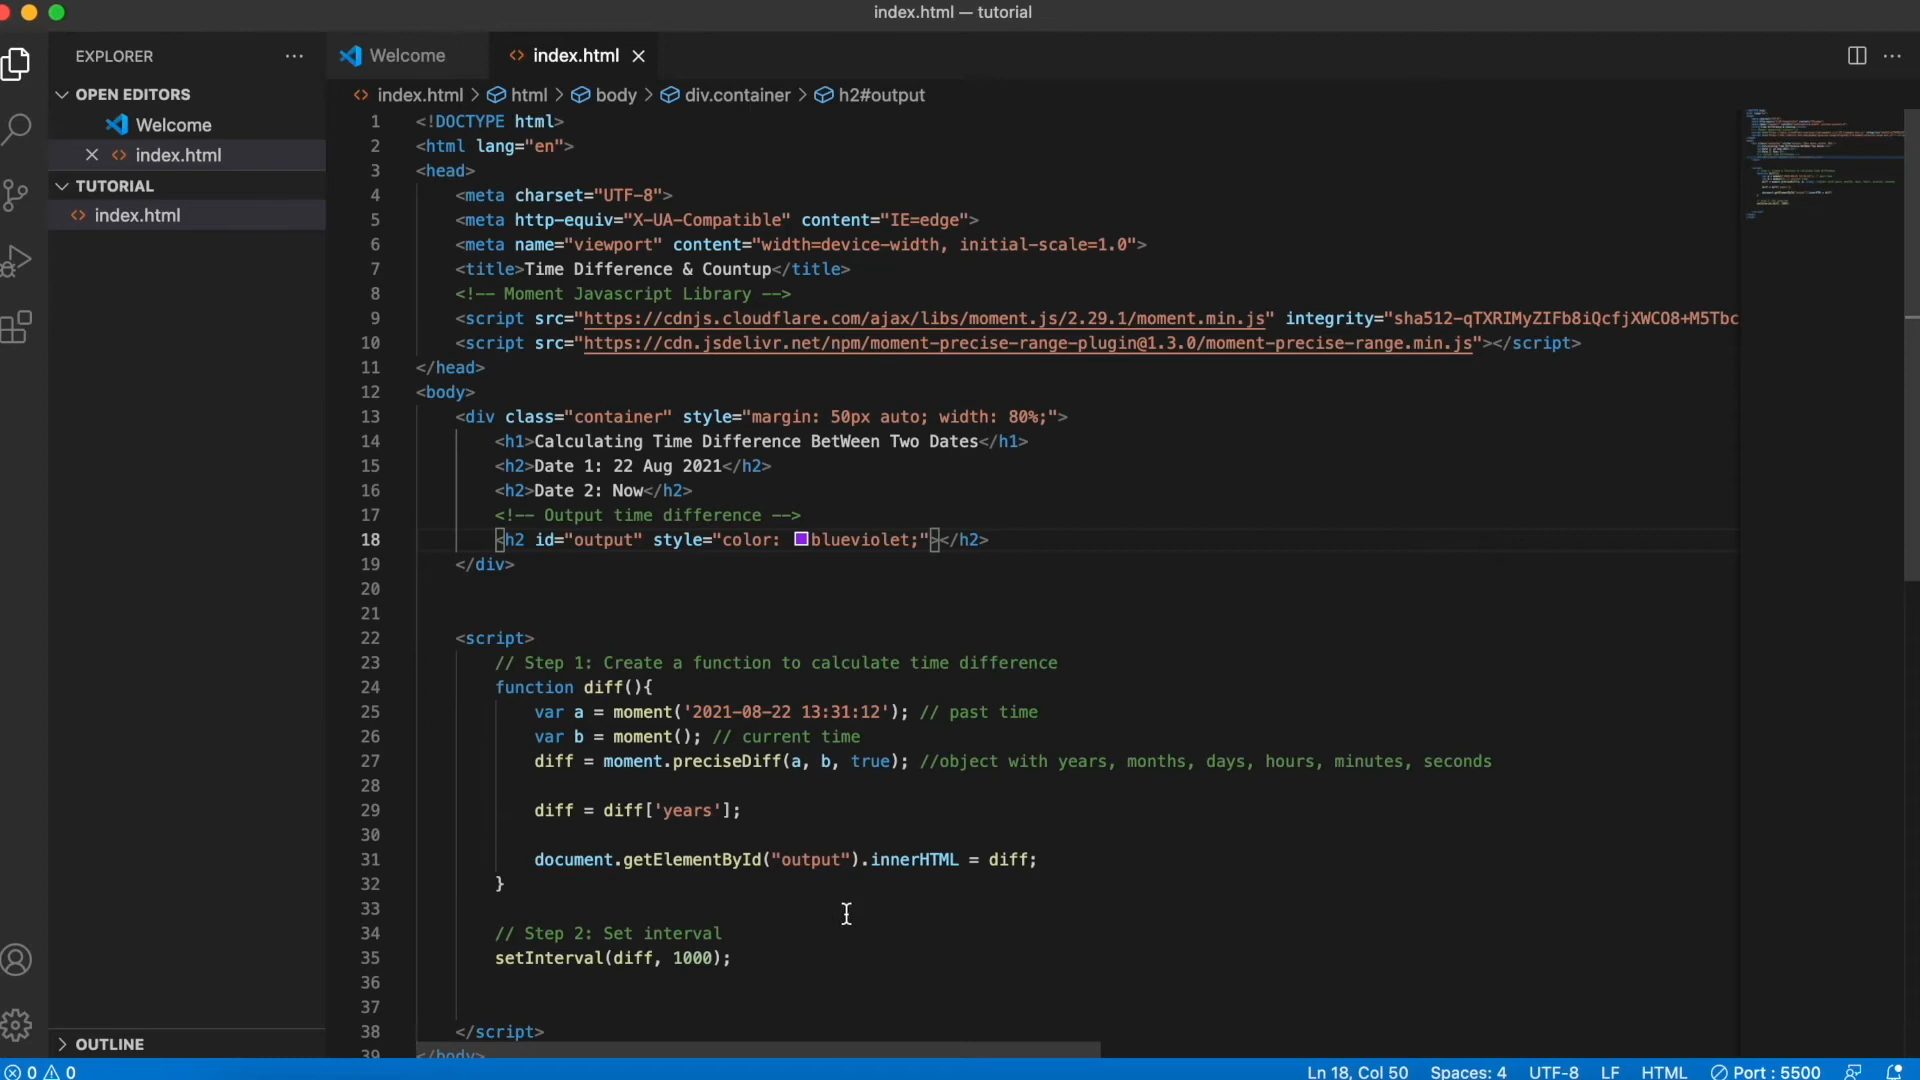 index.html — tutorial
EXPLORER
Welcome
index.html
OPEN EDITORS
Welcome
index.html
TUTORIAL
index.html
OUTLINE
index.html > html > body > div.container > h2#output
1 <!DOCTYPE html>
2 <html lang="en">
3 <head>
4 <meta charset="UTF-8">
5 <meta http-equiv="X-UA-Compatible" content="IE=edge">
6 <meta name="viewport" content="width=device-width, initial-scale=1.0">
7 <title>Time Difference & Countup</title>
8 <!-- Moment Javascript Library -->
9 <script src="https://cdnjs.cloudflare.com/ajax/libs/moment.js/2.29.1/moment.min.js" integrity="sha512-qTXRIMyZIFb8iQcfjXWCO8+M5Tbc
10 <script src="https://cdn.jsdelivr.net/npm/moment-precise-range-plugin@1.3.0/moment-precise-range.min.js"></script>
11 </head>
12 <body>
13 <div class="container" style="margin: 50px auto; width: 80%;">
14 <h1>Calculating Time Difference BetWeen Two Dates</h1>
15 <h2>Date 1: 22 Aug 2021</h2>
16 <h2>Date 2: Now</h2>
17 <!-- Output time difference -->
18 <h2 id="output" style="color: blueviolet;"></h2>
19 </div>
20
21
22 <script>
23 // Step 1: Create a function to calculate time difference
24 function diff(){
25 var a = moment('2021-08-22 13:31:12'); // past time
26 var b = moment(); // current time
27 diff = moment.preciseDiff(a, b, true); //object with years, months, days, hours, minutes, seconds
28
29 diff = diff['years'];
30
31 document.getElementById("output").innerHTML = diff;
32 }
33
34 // Step 2: Set interval
35 setInterval(diff, 1000);
36
37
38 </script>
39 </body>
0 0 Ln 18, Col 50 Spaces: 4 UTF-8 LF HTML Port : 5500